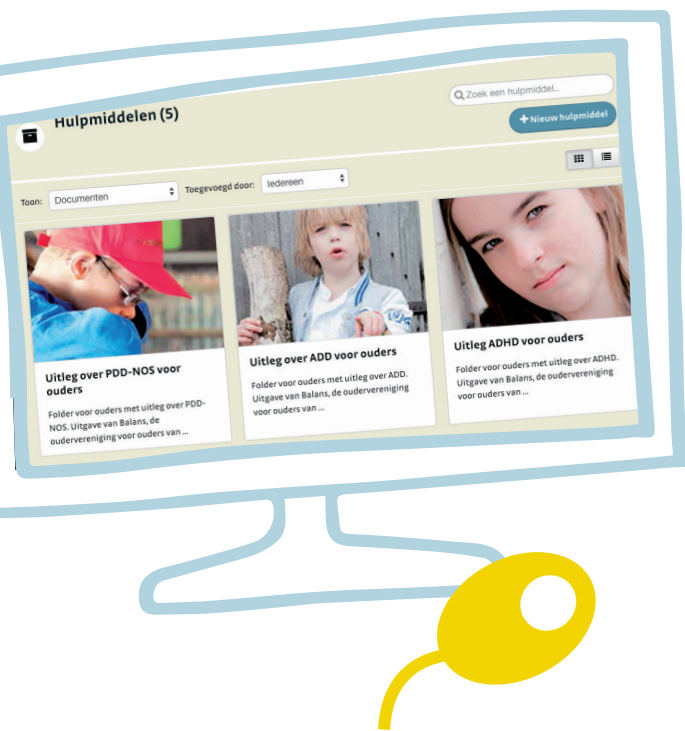 Hulpmiddelen (5)
Zoek een hulpmiddel..
+ Nieuw hulpmiddel
Toon: Documenten Toegevoegd door: Iedereen
Uitleg over PDD-NOS voor
ouders
Folder voor ouders met uitleg over PDD-
NOS. Uitgave van Balans, de
oudervereniging voor ouders van ...
Uitleg over ADD voor ouders
Folder voor ouders met uitleg over ADD.
Uitgave van Balans, de oudervereniging
voor ouders van ...
Uitleg ADHD voor ouders
Folder voor ouders met uitleg over ADHD.
Uitgave van Balans, de oudervereniging
voor ouders van ...